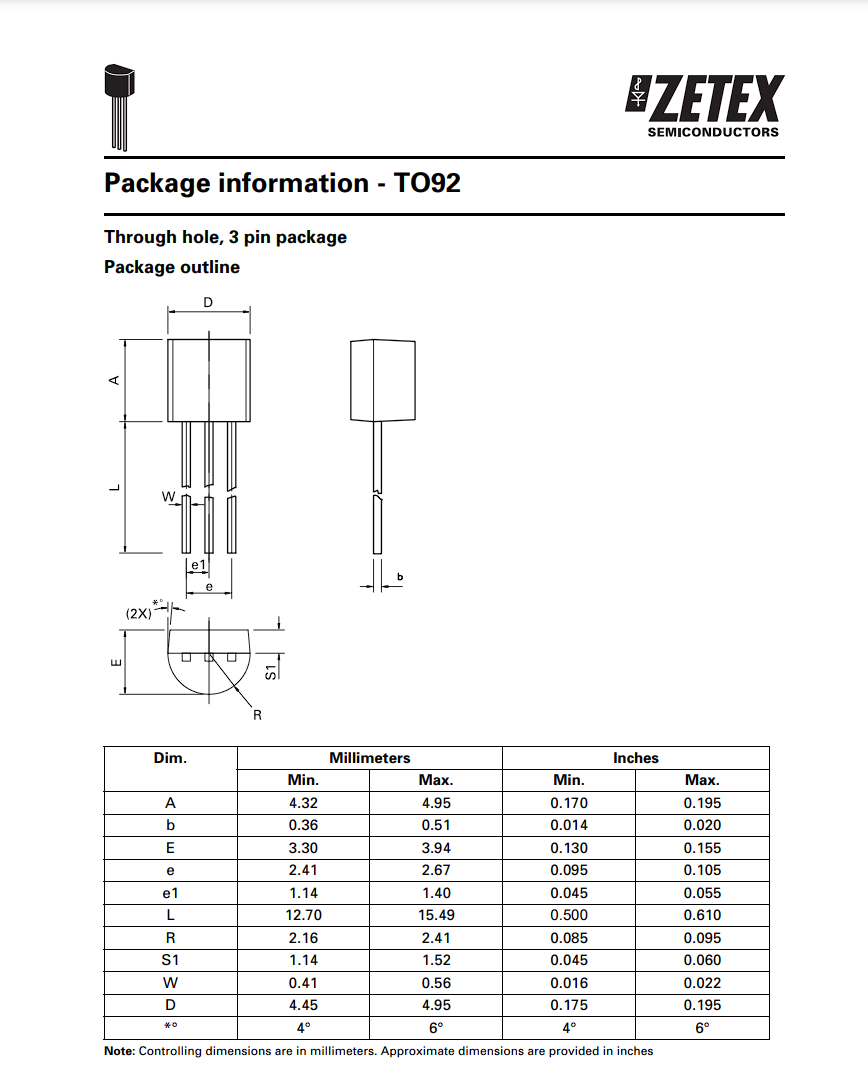 ZETEX
SEMICONDUCTORS
Package information - TO92
Through hole, 3 pin package
Package outline
D
A
L
W
e1
e
b
(2X)
*°
E
S1
R
Dim. Millimeters Inches
Min. Max. Min. Max.
A 4.32 4.95 0.170 0.195
b 0.36 0.51 0.014 0.020
E 3.30 3.94 0.130 0.155
e 2.41 2.67 0.095 0.105
e1 1.14 1.40 0.045 0.055
L 12.70 15.49 0.500 0.610
R 2.16 2.41 0.085 0.095
S1 1.14 1.52 0.045 0.060
W 0.41 0.56 0.016 0.022
D 4.45 4.95 0.175 0.195
*° 4° 6° 4° 6°
Note: Controlling dimensions are in millimeters. Approximate dimensions are provided in inches